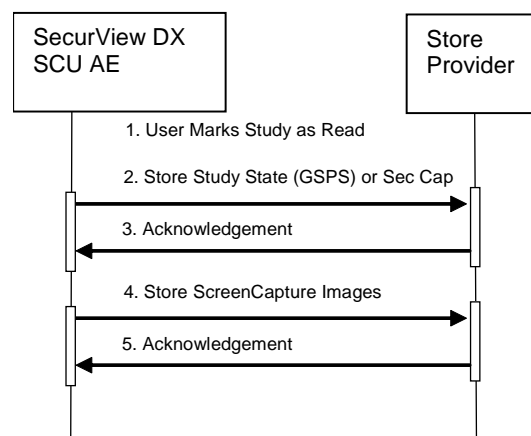 SecurView DX
SCU AE
Store
Provider
1. User Marks Study as Read
2. Store Study State (GSPS) or Sec Cap
3. Acknowledgement
4. Store ScreenCapture Images
5. Acknowledgement